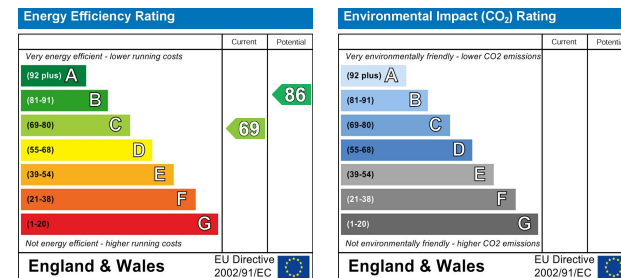 Energy Efficiency Rating
Current Potential
Very energy efficient - lower running costs
(92 plus) A
(81-91) B
86
(69-80) C
69
(55-68) D
(39-54) E
(21-38) F
(1-20) G
Not energy efficient - higher running costs
England & Wales
EU Directive
2002/91/EC
Environmental Impact (CO₂) Rating
Current Potentia
Very environmentally friendly - lower CO2 emissions
(92 plus) A
(81-91) B
(69-80) C
(55-68) D
(39-54) E
(21-38) F
(1-20) G
Not environmentally friendly - higher CO2 emissions
England & Wales
EU Directive
2002/91/EC